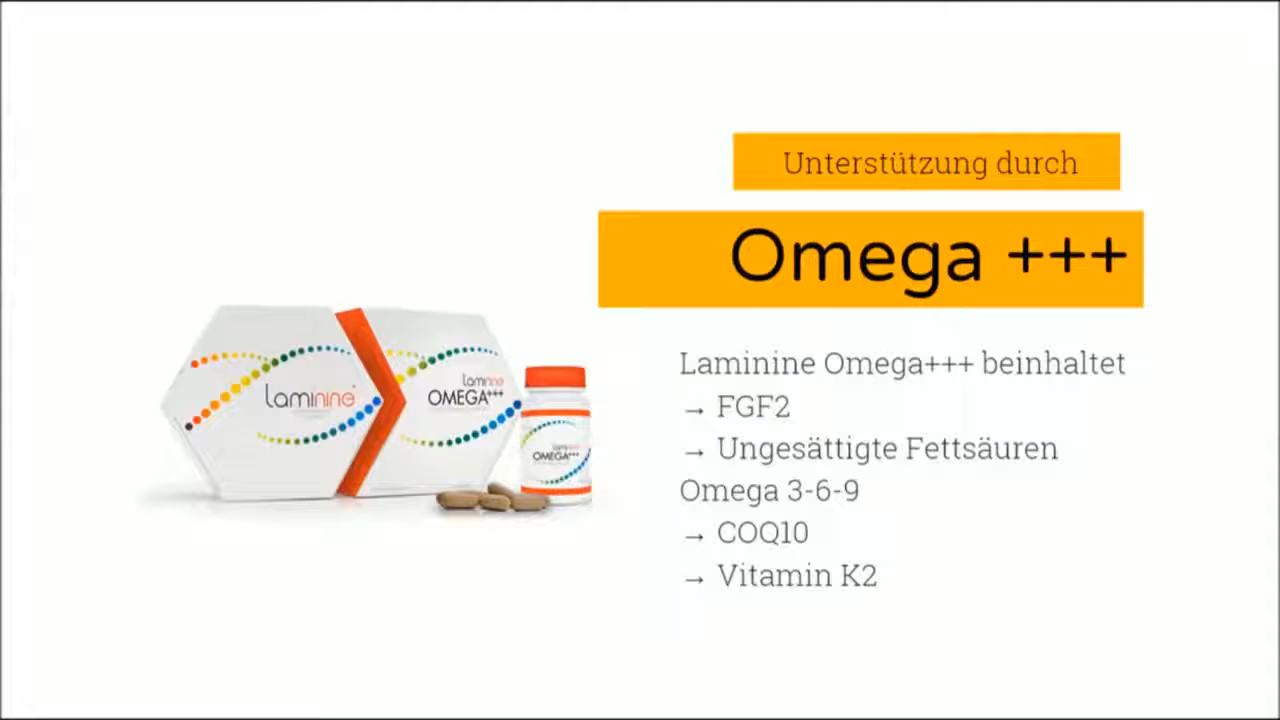 Unterstützung durch
Omega +++
Laminine Omega+++ beinhaltet
→ FGF2
→ Ungesättigte Fettsäuren
Omega 3-6-9
→ COQ10
→ Vitamin K2
Laminine
Laminine
OMEGA+++
Laminine
OMEGA+++